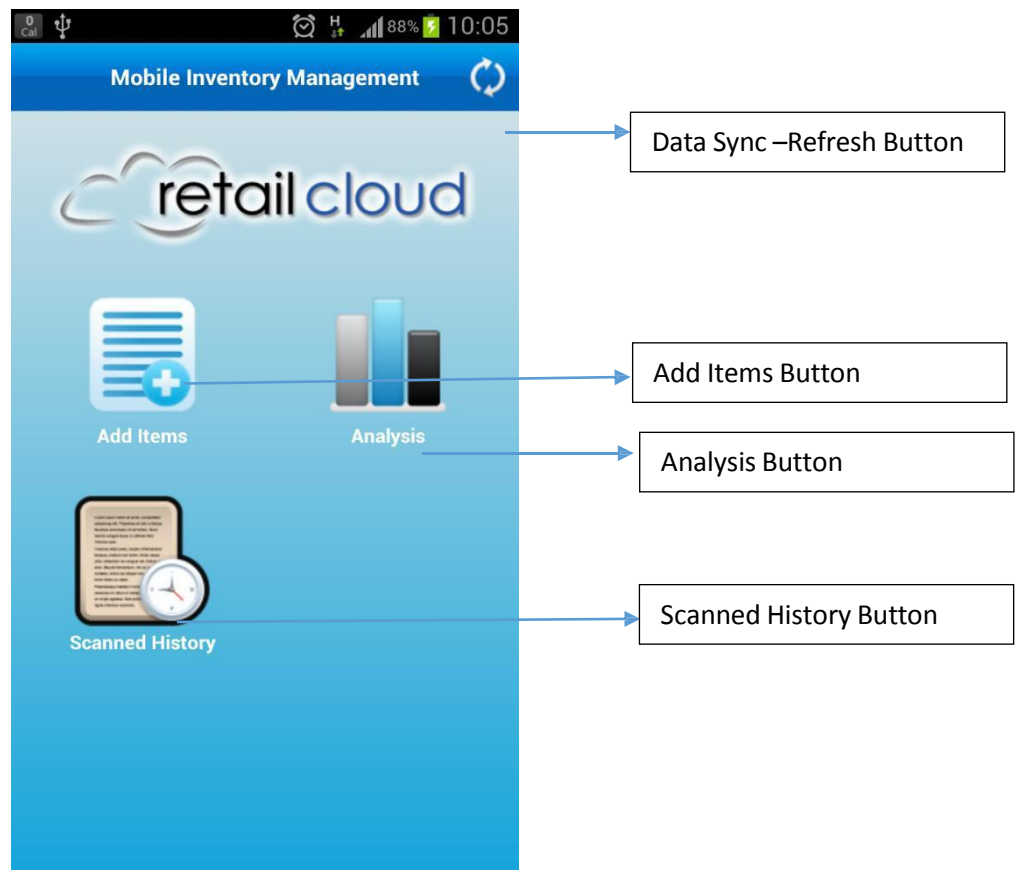 0
Cal
H
88%
10:05
Mobile Inventory Management
Data Sync –Refresh Button
retail cloud
Add Items Button
Add Items
Analysis
Analysis Button
Scanned History Button
Scanned History